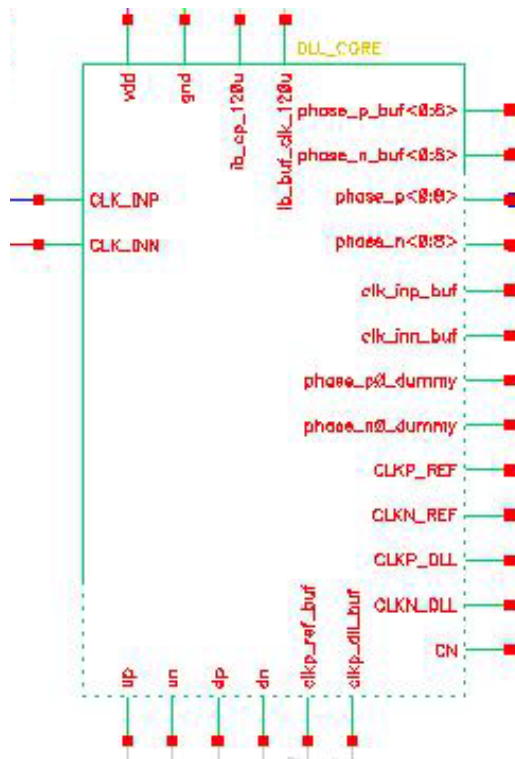 DLL_CORE
vdd
gnd
ib_cp_120u
ib_buf_clk_120u
phase_p_buf<0:8>
phase_n_buf<0:8>
CLK_INP
phase_p<0:8>
CLK_INN
phase_n<0:8>
clk_inp_buf
clk_inn_buf
phase_p0_dummy
phase_n0_dummy
CLKP_REF
CLKN_REF
CLKP_DLL
CLKN_DLL
CN
up
un
dp
dn
clkp_ref_buf
clkp_dll_buf